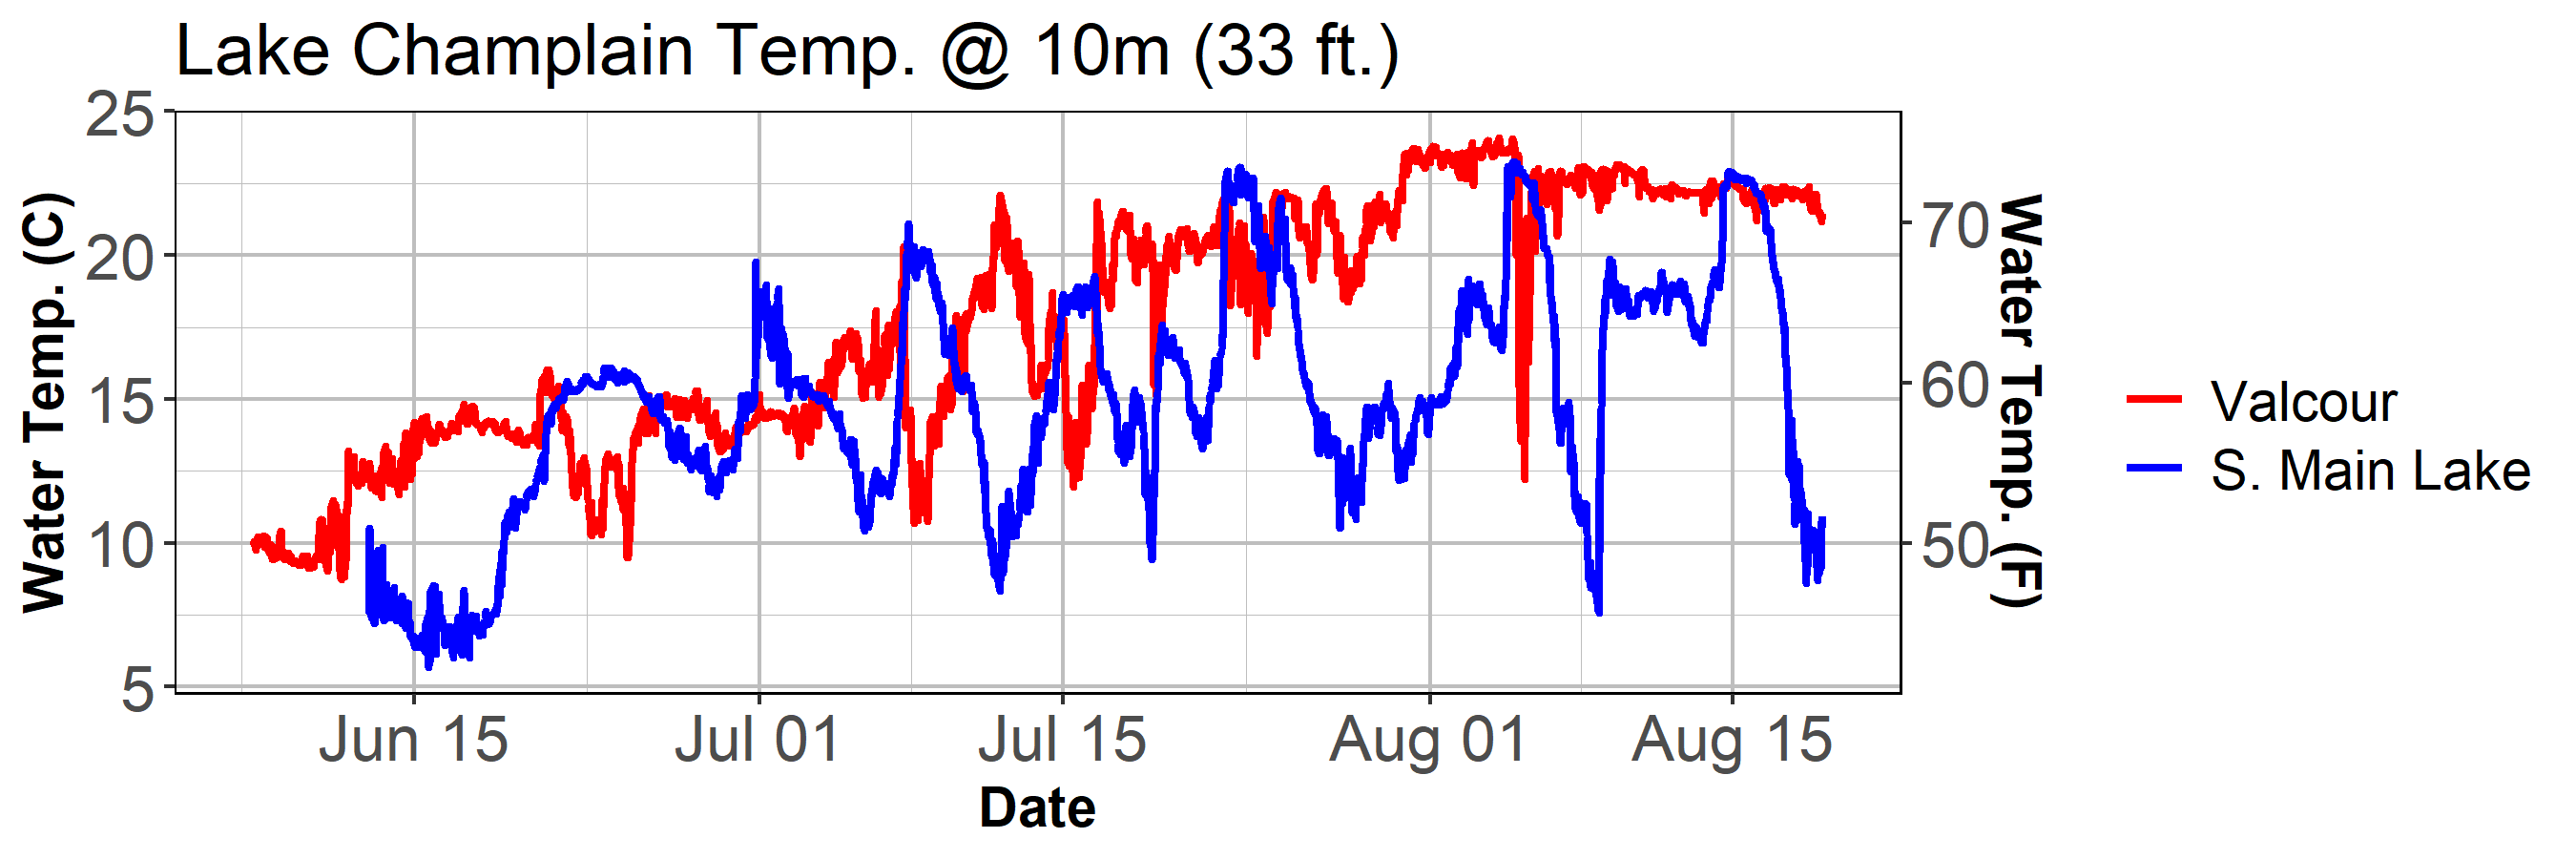 Lake Champlain Temp. @ 10m (33 ft.)
Water Temp. (C)
25
20
15
10
5
70
60
50
Water Temp. (F)
Jun 15
Jul 01
Jul 15
Aug 01
Aug 15
Date
Valcour
S. Main Lake